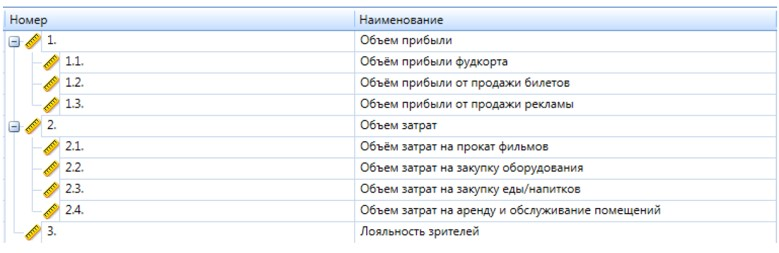 Номер Наименование
1. Объем прибыли
1.1. Объём прибыли фудкорта
1.2. Объем прибыли от продажи билетов
1.3. Объем прибыли от продажи рекламы
2. Объем затрат
2.1. Объём затрат на прокат фильмов
2.2. Объем затрат на закупку оборудования
2.3. Объем затрат на закупку еды/напитков
2.4. Объем затрат на аренду и обслуживание помещений
3. Лояльность зрителей